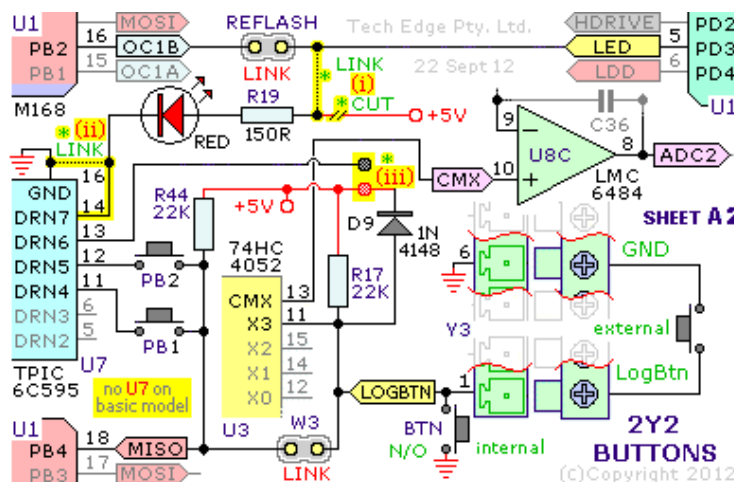 U1 MOSI REFLASH Tech Edge Pty. Ltd. HDRIVE PD2
PB2 16 OC1B LED 5 PD3
PB1 15 OC1A LINK * LINK 22 Sept 12 LDD 6 PD4
M168 (i) U1
R19 * CUT +5V 9 C36
* (ii) RED 150R U8C 8 ADC2
LINK * (iii) CMX 10 LMC
16 6484
GND R44
DRN7 14 22K +5V D9 1N SHEET A2
DRN6 13 74HC 4148 6 GND
DRN5 12 4052 R17
DRN4 11 PB2 CMX 13 22K
DRN3 6 X3 11 Y3 external
DRN2 5 PB1 X2 15
U7 X1 14 LogBtn
TPIC X0 12 LOGBTN 1
6C595 no U7 on
basic model
U3 W3 BTN 2Y2
U1 N/O internal BUTTONS
PB4 18 MISO LINK
PB3 17 MOSI (c)Copyright 2012